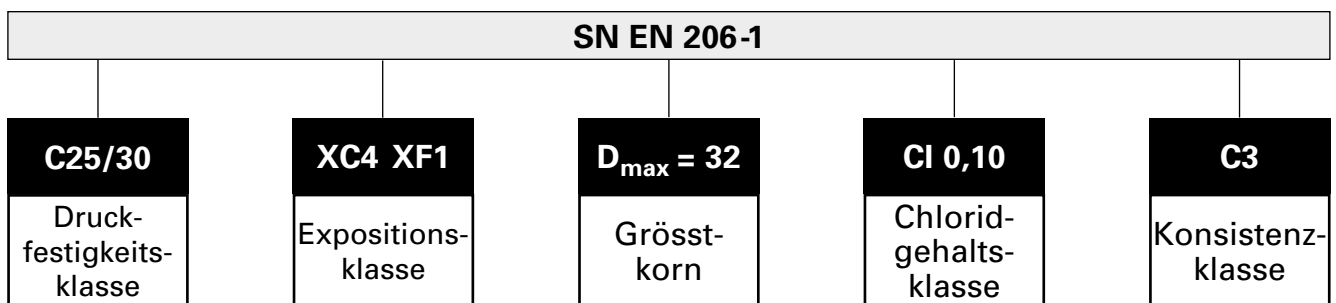 SN EN 206-1
C25/30
Druck-
festigkeits-
klasse
XC4 XF1
Expositions-
klasse
Dmax = 32
Grösst-
korn
Cl 0,10
Chlorid-
gehalts-
klasse
C3
Konsistenz-
klasse